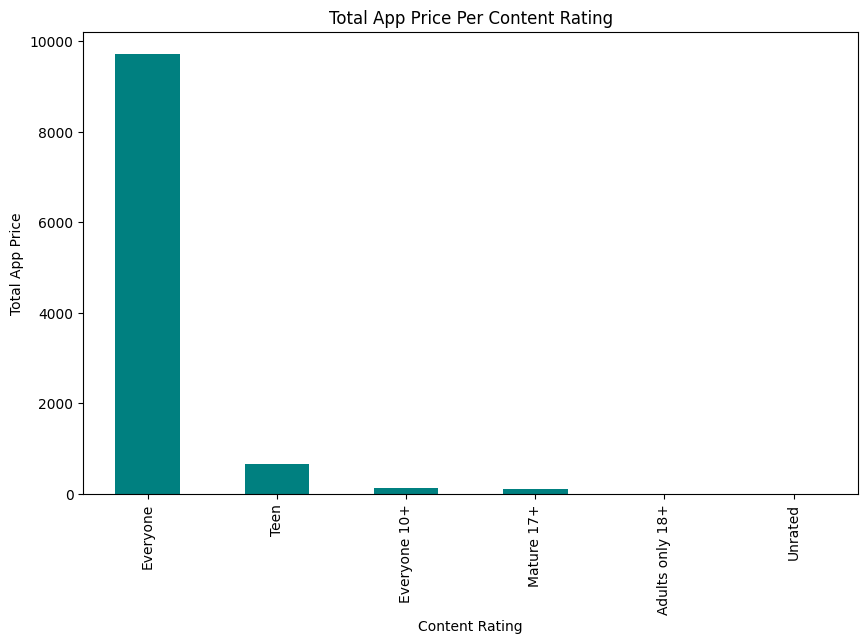 Total App Price Per Content Rating
10000
8000
6000
4000
2000
0
Total App Price
Everyone
Teen
Everyone 10+
Mature 17+
Adults only 18+
Unrated
Content Rating